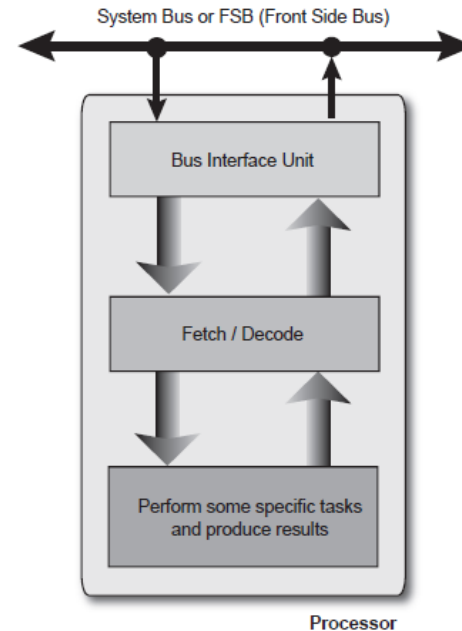 System Bus or FSB (Front Side Bus)
Bus Interface Unit
Fetch / Decode
Perform some specific tasks
and produce results
Processor